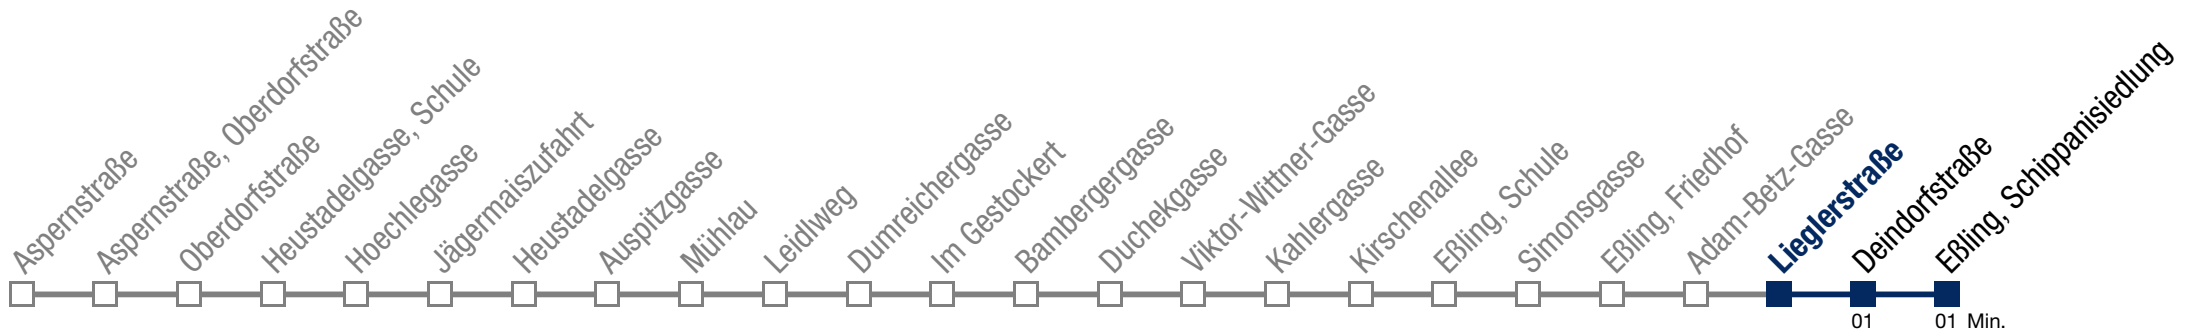 Aspernstraße
Aspernstraße, Oberdorfstraße
Oberdorfstraße
Heustadelgasse, Schule
Hoechlegasse
Jägermaiszufahrt
Heustadelgasse
Auspitzgasse
Mühlau
Leidlweg
Dumreichergasse
Im Gestockert
Bambergergasse
Duchekgasse
Viktor-Wittner-Gasse
Kahlergasse
Kirschenallee
Eßling, Schule
Simonsgasse
Eßling, Friedhof
Adam-Betz-Gasse
Lieglerstraße
Deindorfstraße
Eßling, Schippanisiedlung
01 01 Min.